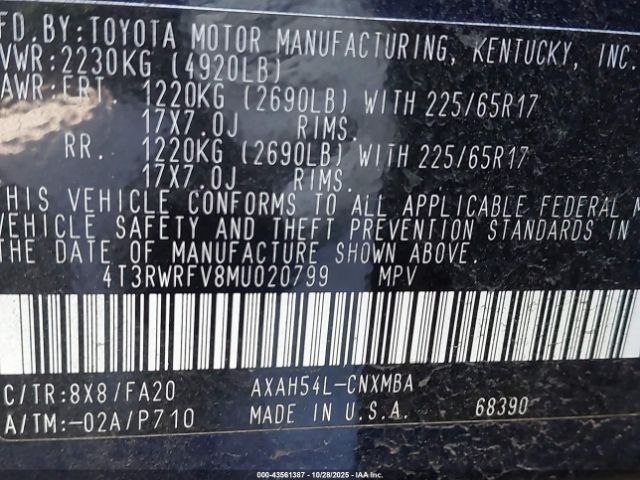 FD.BY:TOYOTA MOTOR MANUFACTURING, KENTUCKY, INC.
VWR:2230KG (4920LB)
AWR:FRT. 1220KG (2690LB) WITH 225/65R17
17X7.0J RIMS.
RR. 1220KG (2690LB) WITH 225/65R17
17X7.0J RIMS.
THIS VEHICLE CONFORMS TO ALL APPLICABLE FEDERAL M
VEHICLE SAFETY AND THEFT PREVENTION STANDARDS IN
THE DATE OF MANUFACTURE SHOWN ABOVE.
4T3RWRFV8MU020799 MPV
C/TR:8X8/FA20 AXAH54L-CNXMBA
A/TM:-02A/P710 MADE IN U.S.A. 68390
000-43561387 | 10/28/2025 | IAAI INC